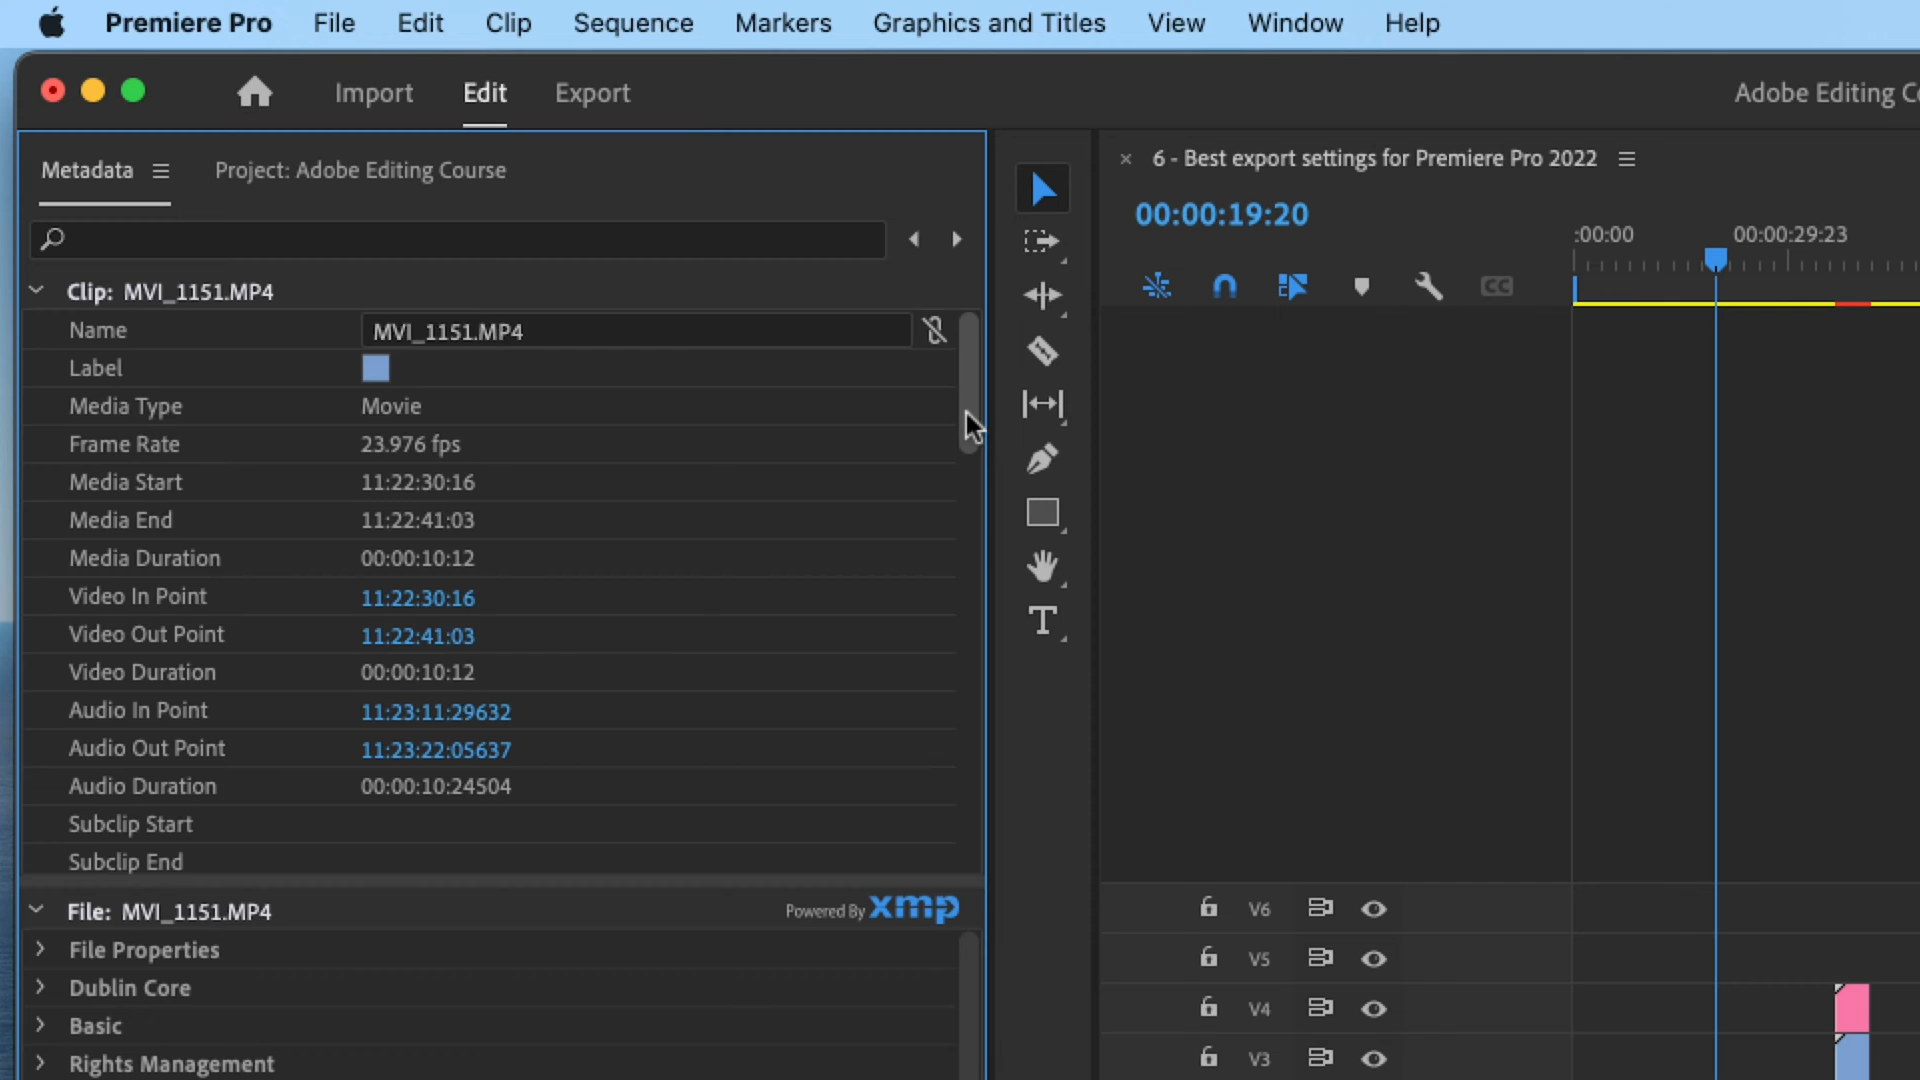 Premiere Pro File Edit Clip Sequence Markers Graphics and Titles View Window Help
Import Edit Export
Adobe Editing C
Metadata Project: Adobe Editing Course
Clip: MVI_1151.MP4
Name MVI_1151.MP4
Label
Media Type Movie
Frame Rate 23.976 fps
Media Start 11:22:30:16
Media End 11:22:41:03
Media Duration 00:00:10:12
Video In Point 11:22:30:16
Video Out Point 11:22:41:03
Video Duration 00:00:10:12
Audio In Point 11:23:11:29632
Audio Out Point 11:23:22:05637
Audio Duration 00:00:10:24504
Subclip Start
Subclip End
File: MVI_1151.MP4 Powered By xmp
File Properties
Dublin Core
Basic
Rights Management
T
6 - Best export settings for Premiere Pro 2022
00:00:19:20
:00:00 00:00:29:23
CC
V6
V5
V4
V3